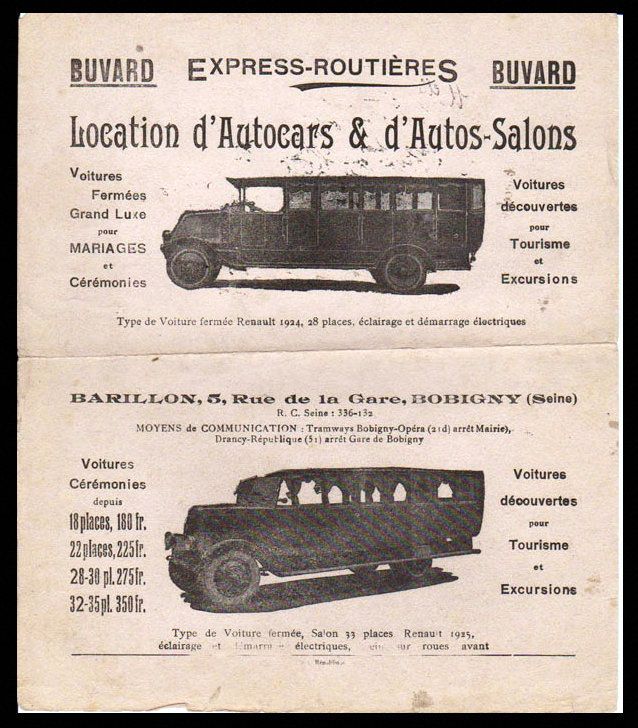 BUVARD EXPRESS-ROUTIÈRES BUVARD
Location d'Autocars & d'Autos-Salons
Voitures
Fermées
Grand Luxe
pour
MARIAGES
et
Cérémonies
Voitures
découvertes
pour
Tourisme
et
Excursions
Type de Voiture fermée Renault 1924, 28 places, éclairage et démarrage électriques
BARILLON, 5, Rue de la Gare, BOBIGNY (Seine)
R. C. Seine : 336-132
MOYENS de COMMUNICATION : Tramways Bobigny-Opéra (21d) arrêt Mairie),
Drancy-République (51) arrêt Gare de Bobigny
Voitures
Cérémonies
depuis
18 places, 180 fr.
22 places, 225 fr.
28-30 pl. 275 fr.
32-35 pl. 350 fr.
Voitures
découvertes
pour
Tourisme
et
Excursions
Type de Voiture fermée, Salon 33 places Renault 1925,
éclairage et démarrage électriques, sur roues avant